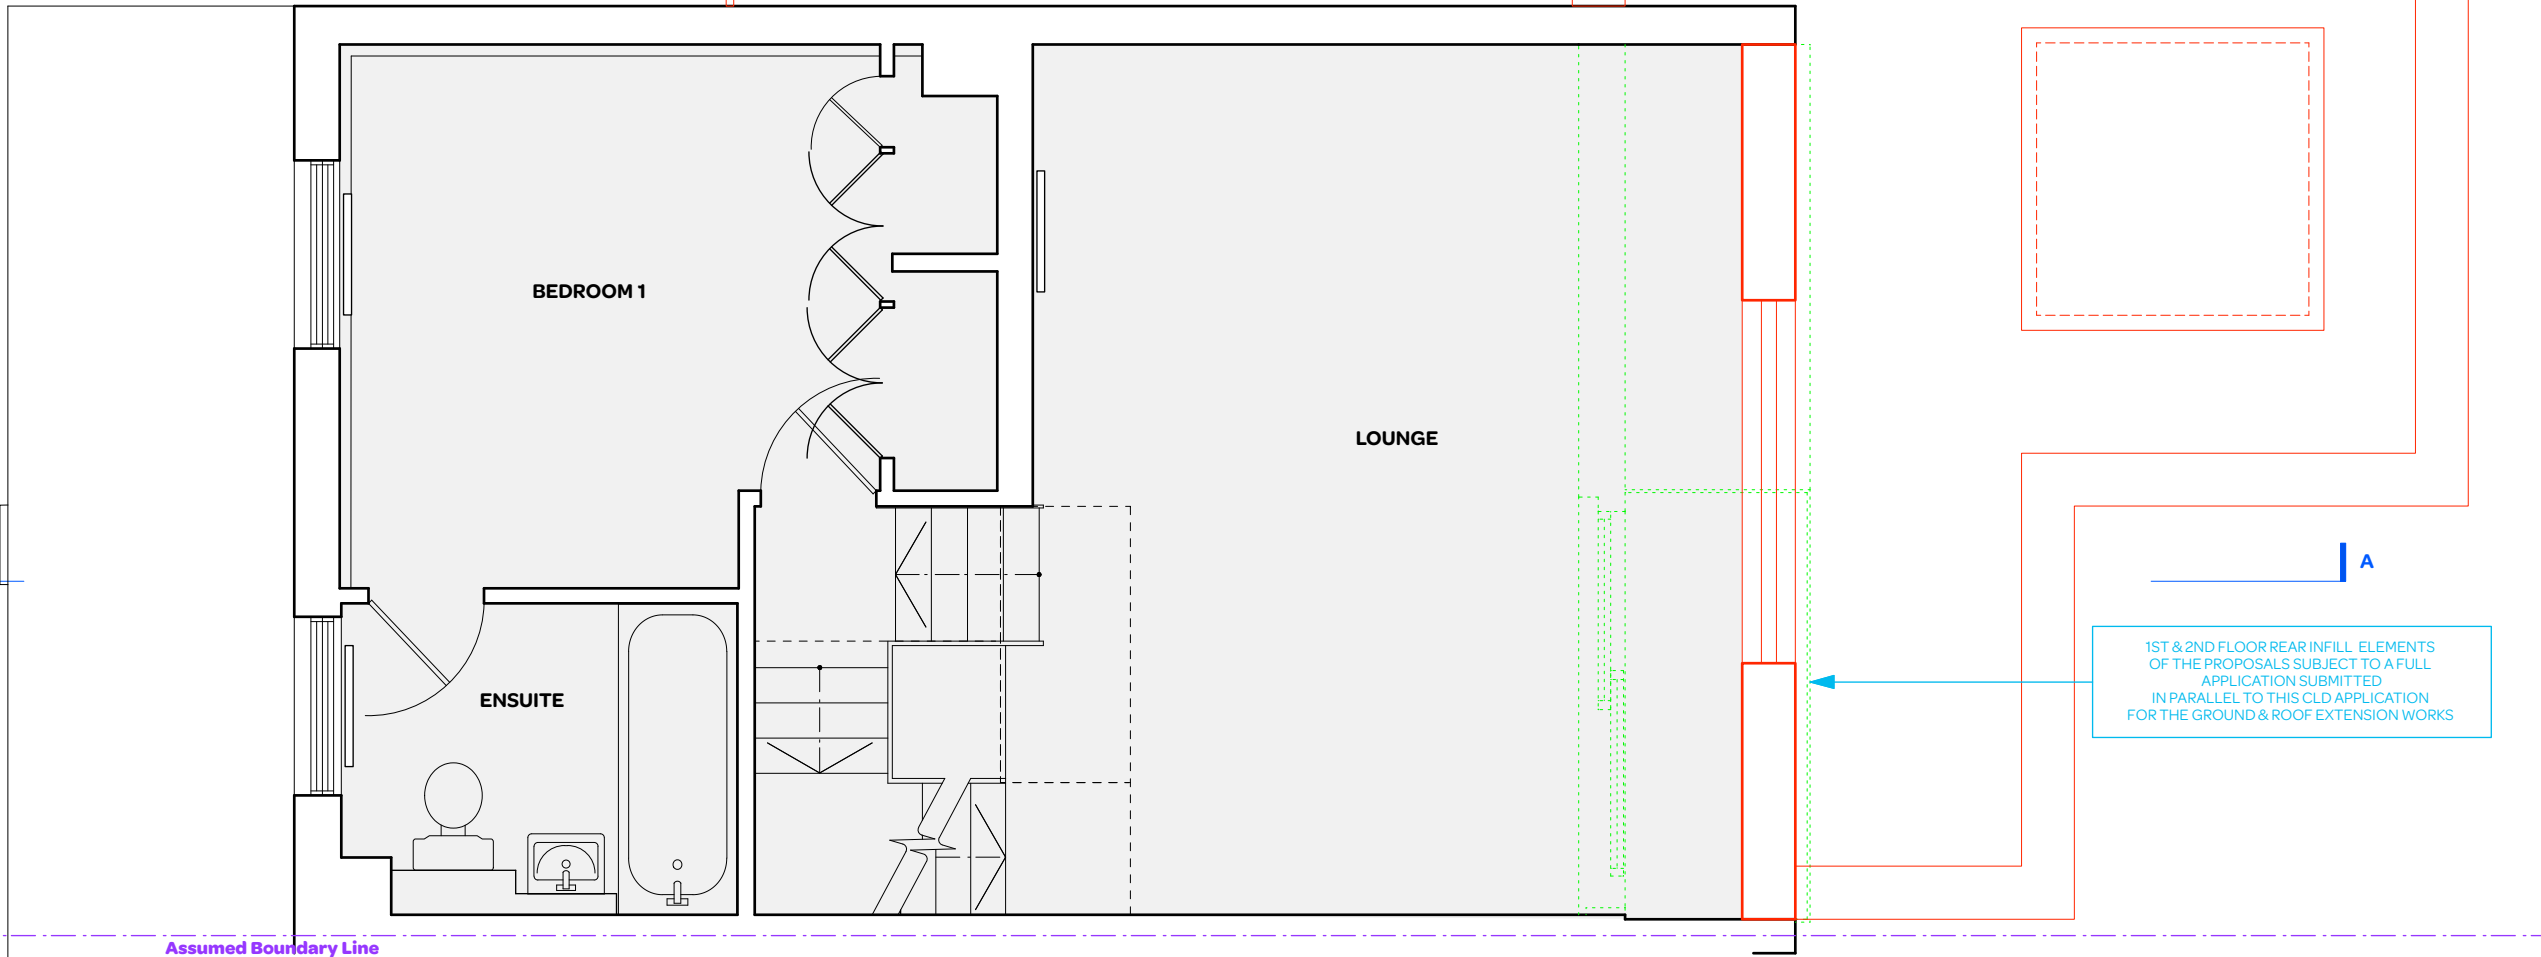 BEDROOM 1
LOUNGE
A
1ST & 2ND FLOOR REAR INFILL ELEMENTS
OF THE PROPOSALS SUBJECT TO A FULL
APPLICATION SUBMITTED
IN PARALLEL TO THIS CLD APPLICATION
FOR THE GROUND & ROOF EXTENSION WORKS
ENSUITE
Assumed Boundary Line